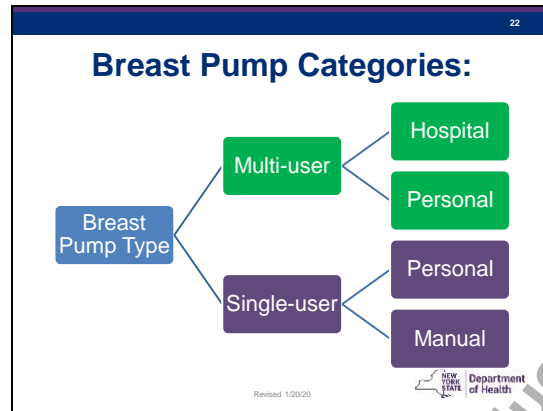 22
Breast Pump Categories:
Hospital
Multi-user
Personal
Breast
Pump Type
Personal
Single-user
Manual
NEW
YORK
STATE
Department
of Health
Revised 1/20/20